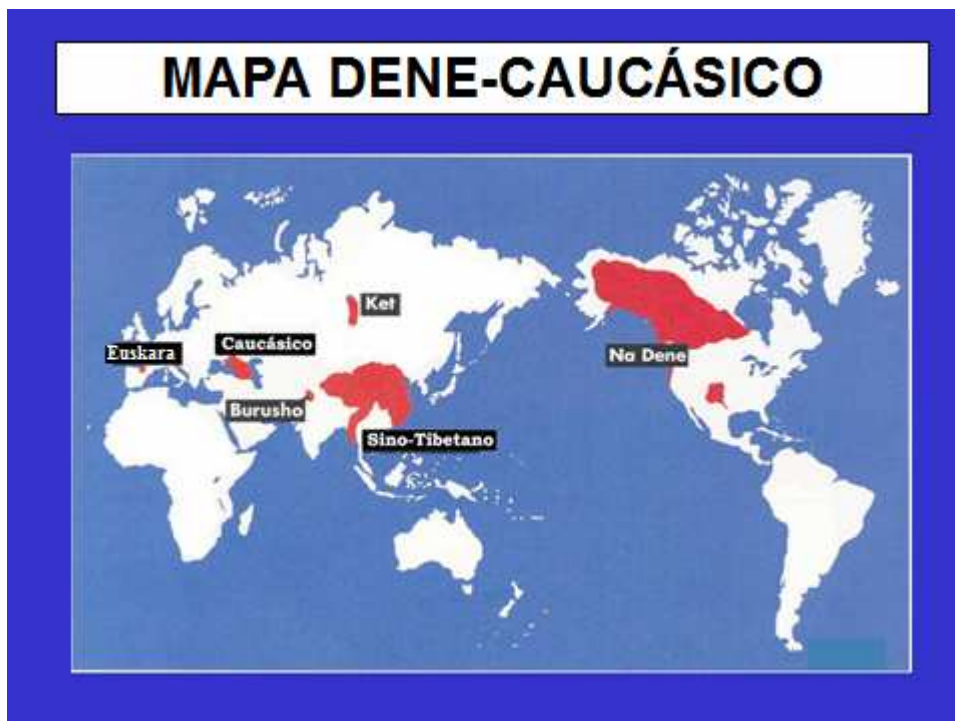 MAPA DENE-CAUCÁSICO
Ket
Euskara
Caucásico
Na Dene
Burusho
Sino-Tibetano